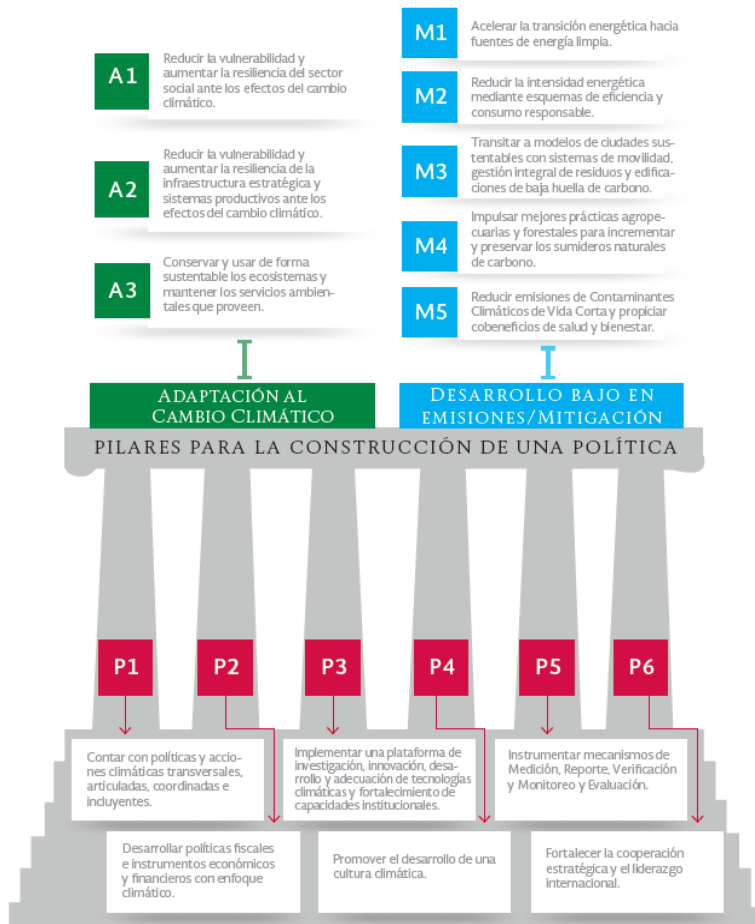 A1
Reducir la vulnerabilidad y
aumentar la resiliencia del sector
social ante los efectos del cambio
climático.
A2
Reducir la vulnerabilidad y
aumentar la resiliencia de la
infraestructura estratégica y
sistemas productivos ante los
efectos del cambio climático.
A3
Conservar y usar de forma
sustentable los ecosistemas y
mantener los servicios ambien-
tales que proveen.
M1
Acelerar la transición energética hacia
fuentes de energía limpia.
M2
Reducir la intensidad energética
mediante esquemas de eficiencia y
consumo responsable.
M3
Transitar a modelos de ciudades sus-
tentables con sistemas de movilidad,
gestión integral de residuos y edifica-
ciones de baja huella de carbono.
M4
Impulsar mejores prácticas agrope-
cuarias y forestales para incrementar
y preservar los sumideros naturales
de carbono.
M5
Reducir emisiones de Contaminantes
Climáticos de Vida Corta y propiciar
cobeneficios de salud y bienestar.
ADAPTACIÓN AL
CAMBIO CLIMÁTICO
DESARROLLO BAJO EN
EMISIONES/MITIGACIÓN
PILARES PARA LA CONSTRUCCIÓN DE UNA POLÍTICA
P1
P2
P3
P4
P5
P6
Contar con políticas y accio-
nes climáticas transversales,
articuladas, coordinadas e
incluyentes.
Implementar una plataforma de
investigación, innovación, desa-
rrollo y adecuación de tecnologías
climáticas y fortalecimiento de
capacidades institucionales.
Instrumentar mecanismos de
Medición, Reporte, Verificación
y Monitoreo y Evaluación.
Desarrollar políticas fiscales
e instrumentos económicos
y financieros con enfoque
climático.
Promover el desarrollo de una
cultura climática.
Fortalecer la cooperación
estratégica y el liderazgo
internacional.